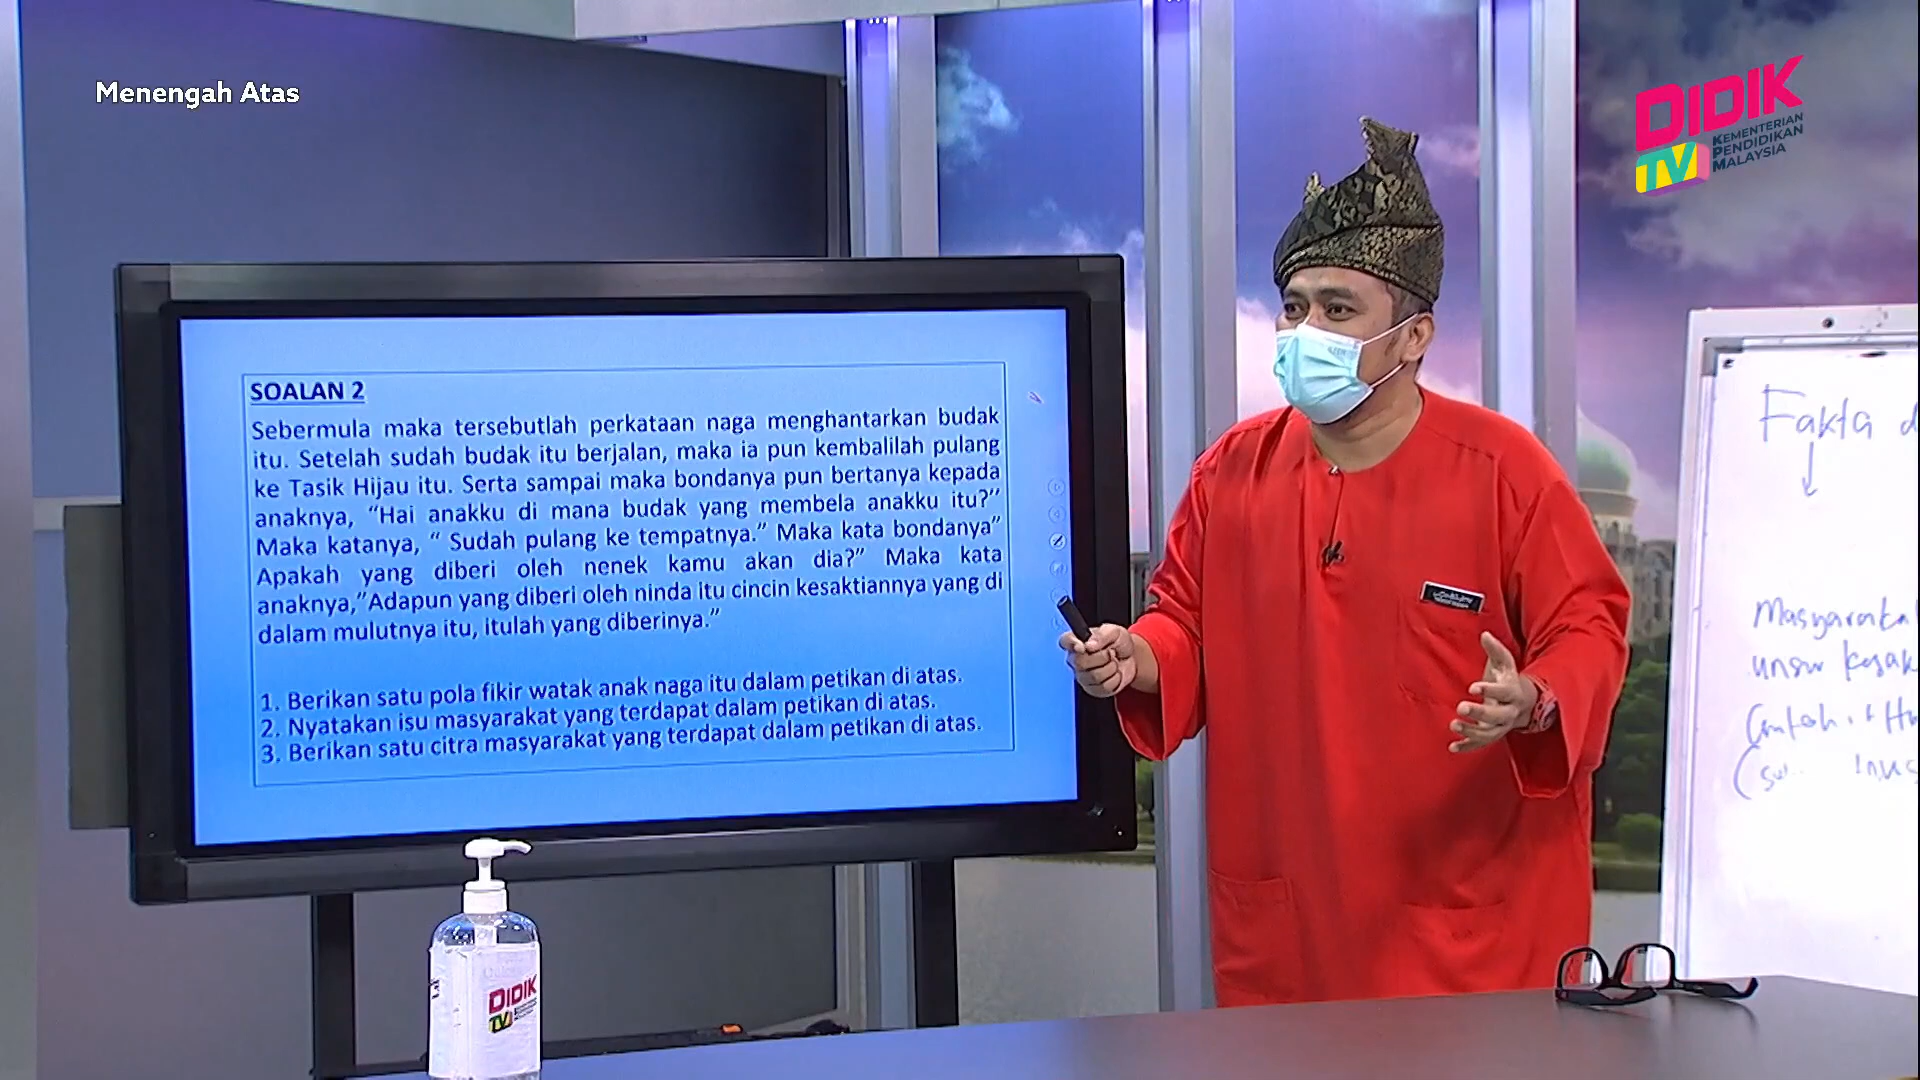 Menengah Atas
DIDIK
TV
KEMENTERIAN
PENDIDIKAN
MALAYSIA
SOALAN 2
Sebermula maka tersebutlah perkataan naga menghantarkan budak
itu. Setelah sudah budak itu berjalan, maka ia pun kembalilah pulang
ke Tasik Hijau itu. Serta sampai maka bondanya pun bertanya kepada
anaknya, “Hai anakku di mana budak yang membela anakku itu?”
Maka katanya, “ Sudah pulang ke tempatnya.” Maka kata bondanya”
Apakah yang diberi oleh nenek kamu akan dia?” Maka kata
anaknya,”Adapun yang diberi oleh ninda itu cincin kesaktiannya yang di
dalam mulutnya itu, itulah yang diberinya.”
1. Berikan satu pola fikir watak anak naga itu dalam petikan di atas.
2. Nyatakan isu masyarakat yang terdapat dalam petikan di atas.
3. Berikan satu citra masyarakat yang terdapat dalam petikan di atas.
Fakta
Masyaraka
unsur
DIDIK
TV